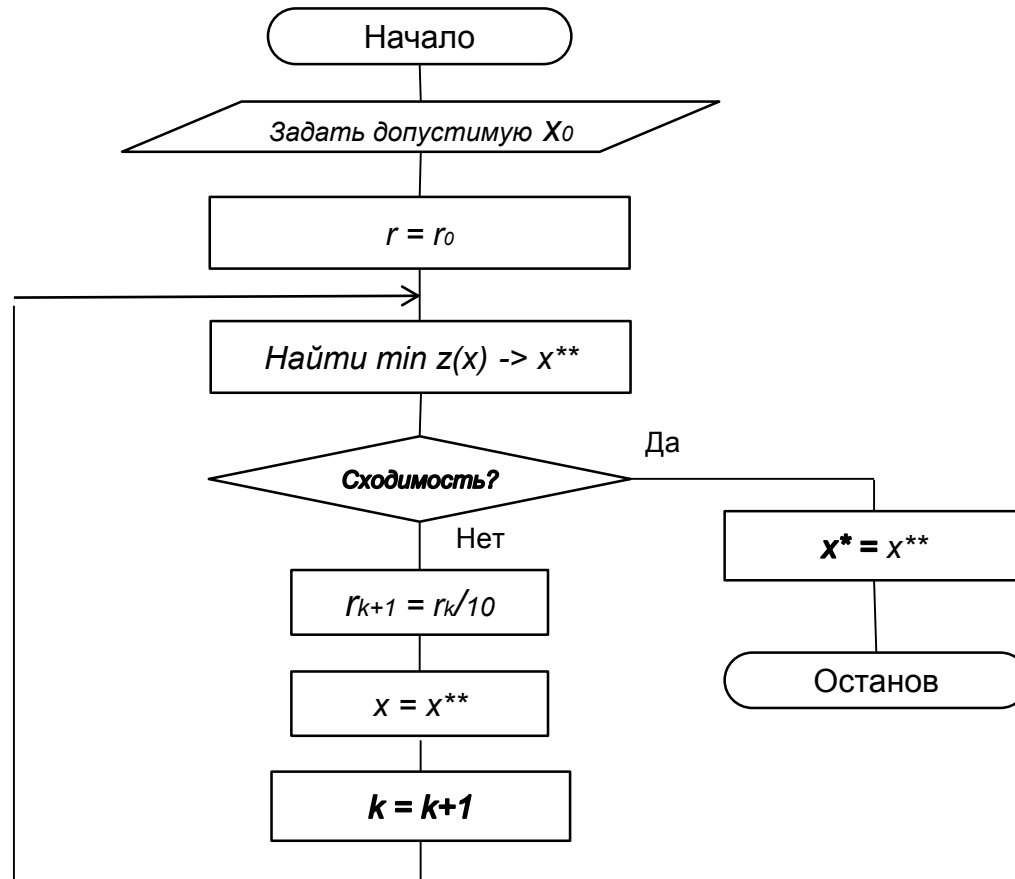 Начало
Задать допустимую x0
r = r0
Найти min z(x) -> x**
Сходимость?
Да
Нет
x* = x**
rk+1 = rk/10
x = x**
Останов
k = k+1